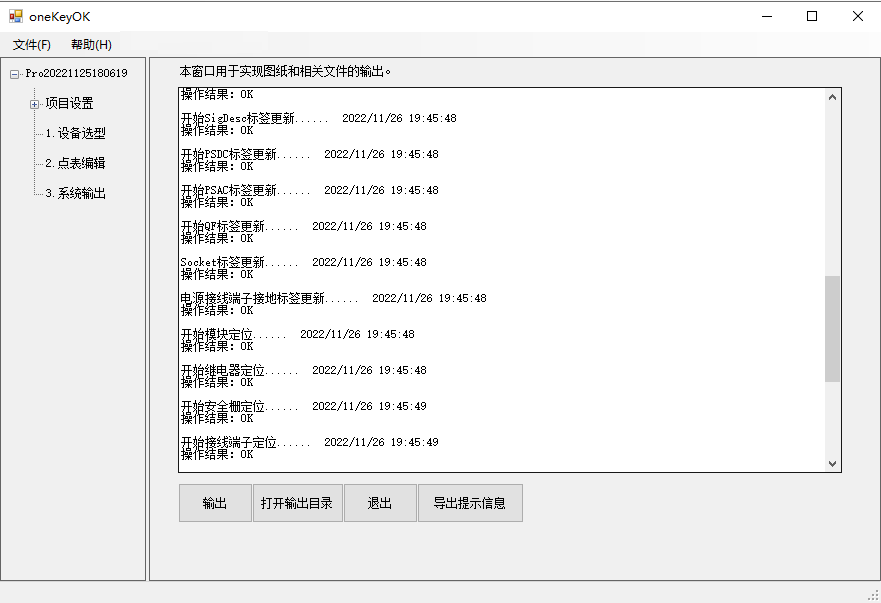 oneKeyOK
文件(F) 帮助(H)
Pro20221125180619
项目设置
1.设备选型
2.点表编辑
3.系统输出
本窗口用于实现图纸和相关文件的输出。
操作结果: OK
开始SigDesc标签更新...... 2022/11/26 19:45:48
操作结果: OK
开始PSDC标签更新...... 2022/11/26 19:45:48
操作结果: OK
开始PSAC标签更新...... 2022/11/26 19:45:48
操作结果: OK
开始QF标签更新...... 2022/11/26 19:45:48
操作结果: OK
Socket标签更新...... 2022/11/26 19:45:48
操作结果: OK
电源接线端子接地标签更新...... 2022/11/26 19:45:48
操作结果: OK
开始模块定位...... 2022/11/26 19:45:48
操作结果: OK
开始继电器定位...... 2022/11/26 19:45:48
操作结果: OK
开始安全栅定位...... 2022/11/26 19:45:49
操作结果: OK
开始接线端子定位...... 2022/11/26 19:45:49
操作结果: OK
输出 打开输出目录 退出 导出提示信息